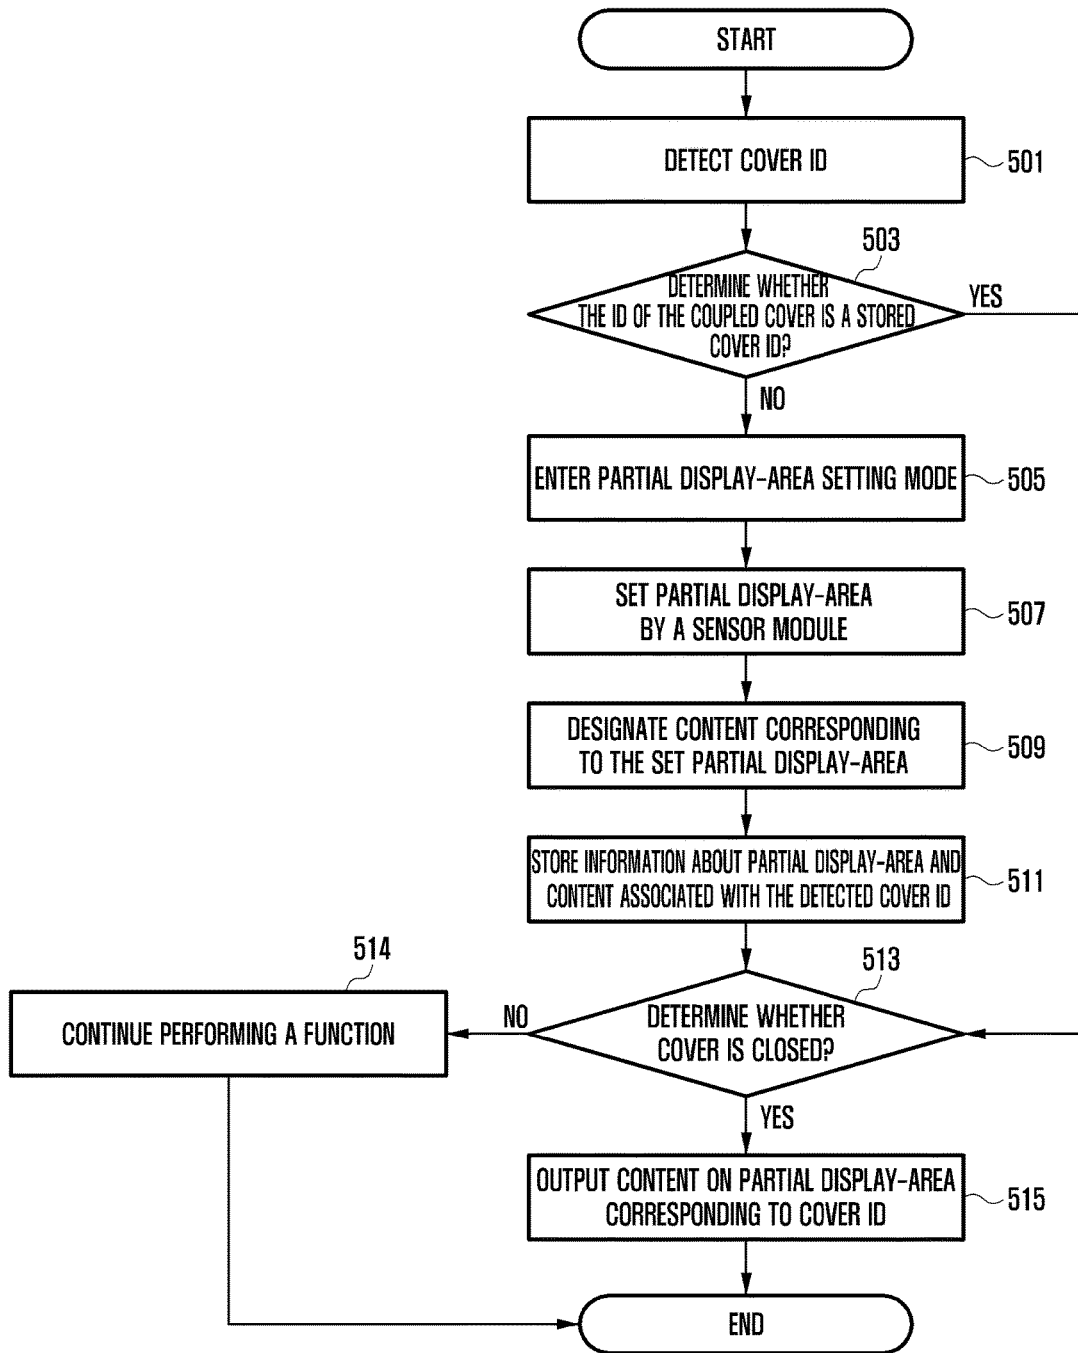 START
DETECT COVER ID
501
503
DETERMINE WHETHER
THE ID OF THE COUPLED COVER IS A STORED
COVER ID?
YES
NO
ENTER PARTIAL DISPLAY-AREA SETTING MODE
505
SET PARTIAL DISPLAY-AREA
BY A SENSOR MODULE
507
DESIGNATE CONTENT CORRESPONDING
TO THE SET PARTIAL DISPLAY-AREA
509
STORE INFORMATION ABOUT PARTIAL DISPLAY-AREA AND
CONTENT ASSOCIATED WITH THE DETECTED COVER ID
511
514
513
CONTINUE PERFORMING A FUNCTION
NO
DETERMINE WHETHER
COVER IS CLOSED?
YES
OUTPUT CONTENT ON PARTIAL DISPLAY-AREA
CORRESPONDING TO COVER ID
515
END